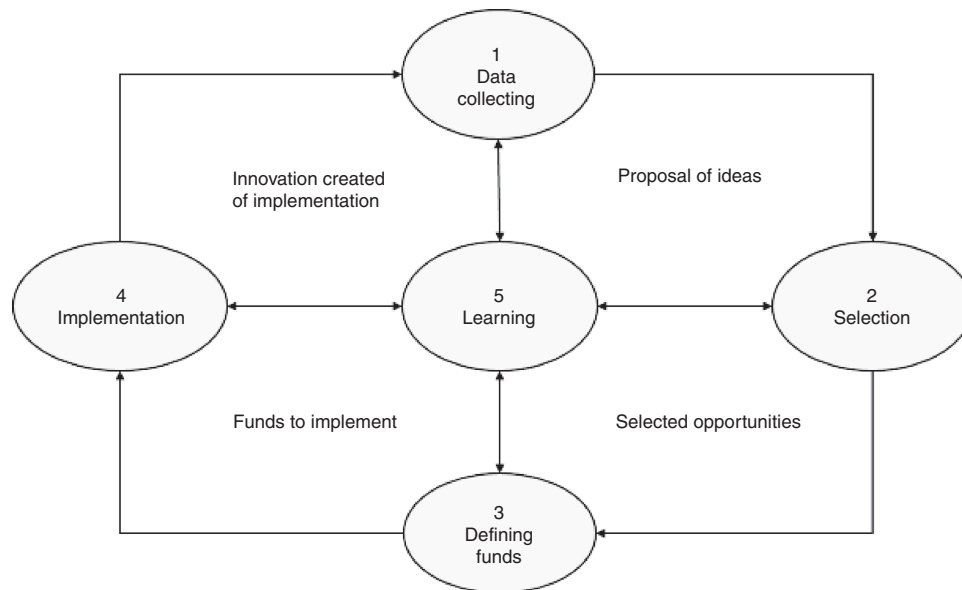 1
Data
collecting
Innovation created
of implementation
Proposal of ideas
4
Implementation
5
Learning
2
Selection
Funds to implement
Selected opportunities
3
Defining
funds